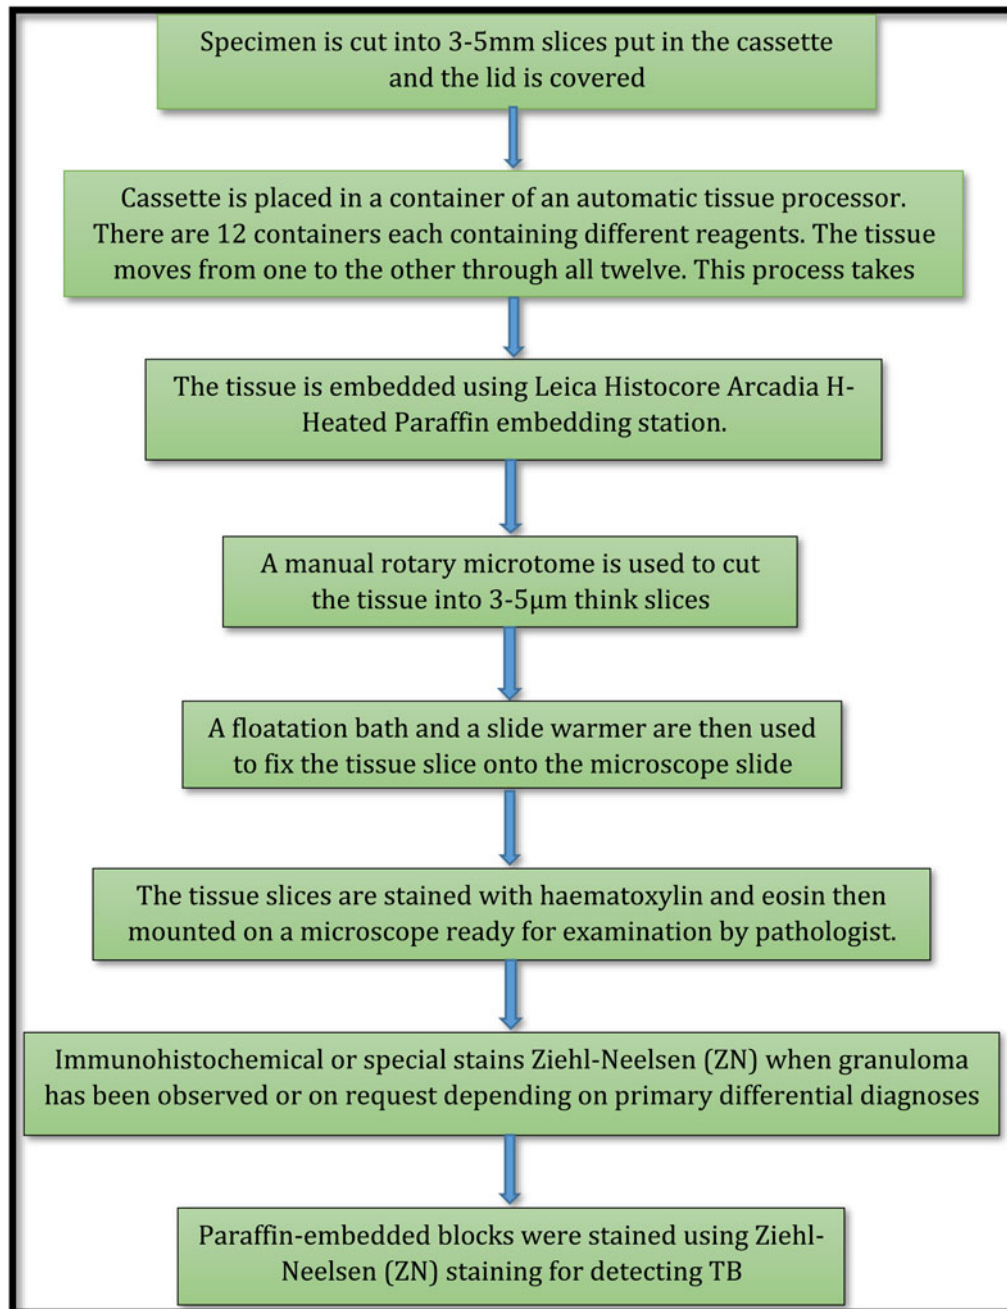 Specimen is cut into 3-5mm slices put in the cassette
and the lid is covered
Cassette is placed in a container of an automatic tissue processor.
There are 12 containers each containing different reagents. The tissue
moves from one to the other through all twelve. This process takes
The tissue is embedded using Leica Histocore Arcadia H-
Heated Paraffin embedding station.
A manual rotary microtome is used to cut
the tissue into 3-5µm think slices
A floatation bath and a slide warmer are then used
to fix the tissue slice onto the microscope slide
The tissue slices are stained with haematoxylin and eosin then
mounted on a microscope ready for examination by pathologist.
Immunohistochemical or special stains Ziehl-Neelsen (ZN) when granuloma
has been observed or on request depending on primary differential diagnoses
Paraffin-embedded blocks were stained using Ziehl-
Neelsen (ZN) staining for detecting TB